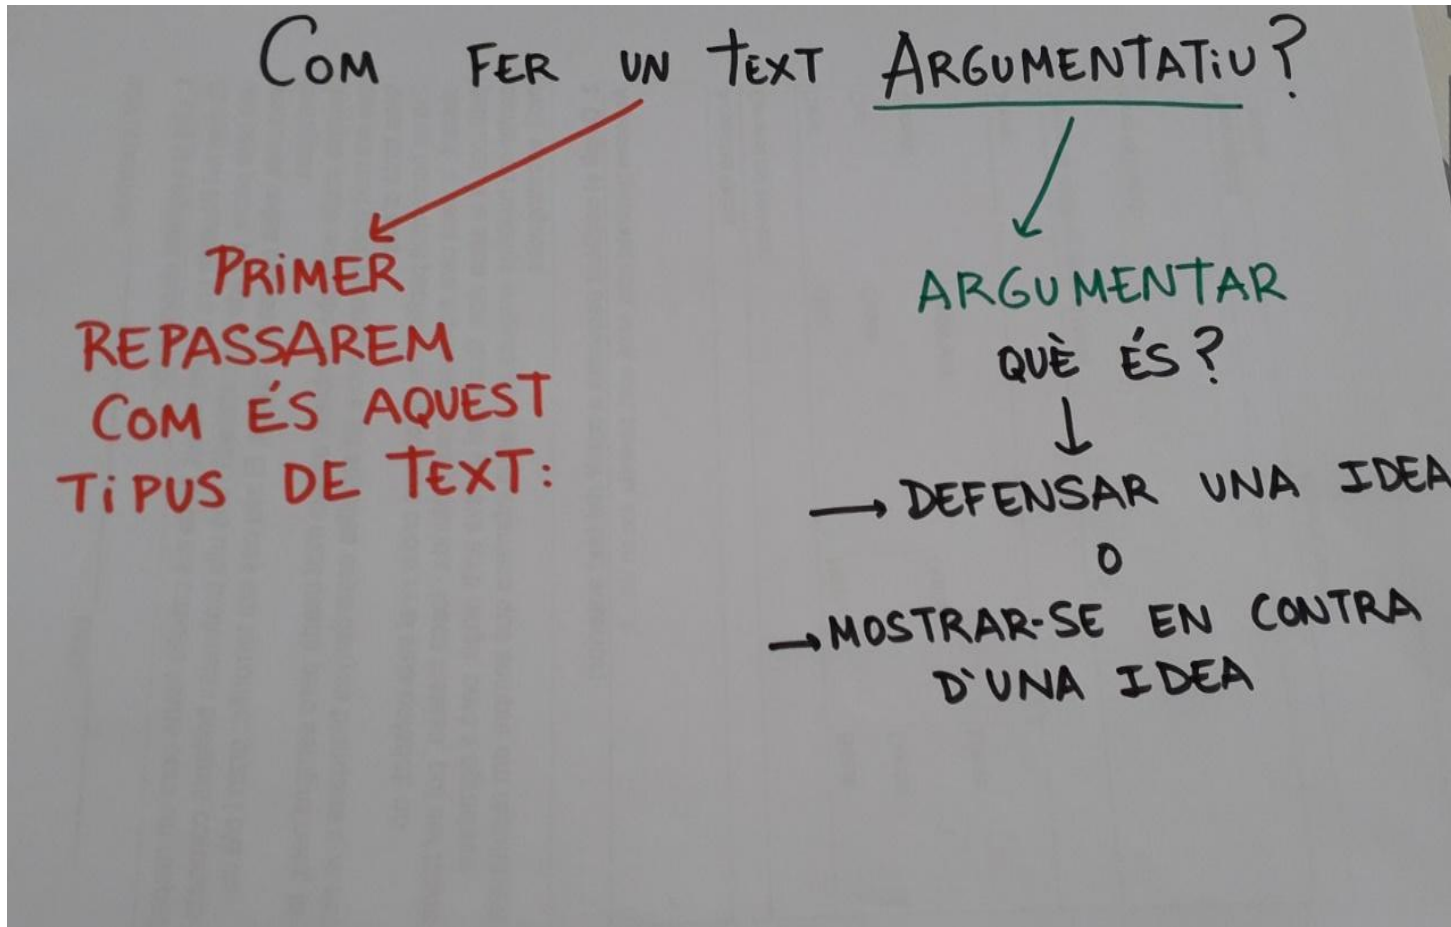 COM FER UN TEXT ARGUMENTATIU?
PRIMER
REPASSAREM
COM ÉS AQUEST
TIPUS DE TEXT:
ARGUMENTAR
QUÈ ÉS?
→ DEFENSAR UNA IDEA
O
→ MOSTRAR-SE EN CONTRA
D'UNA IDEA